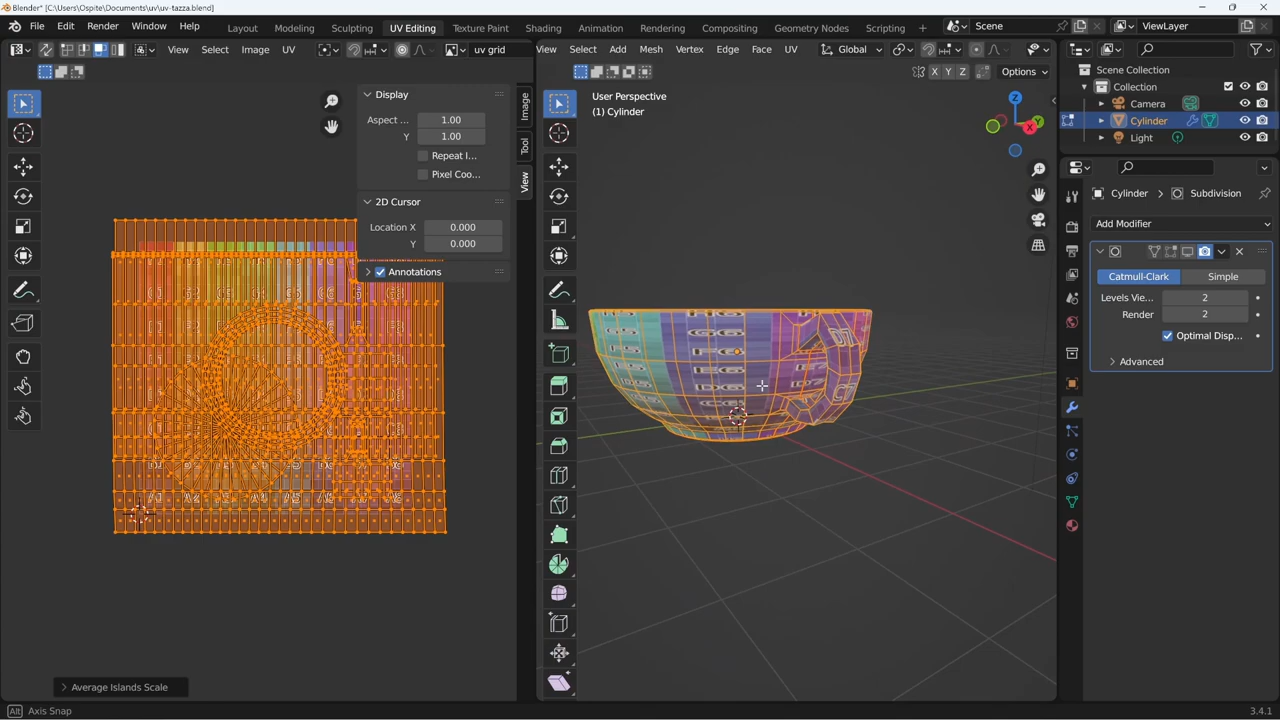 Blender* [C:\Users\Ospite\Documents\uv\uv-tazza.blend]
File Edit Render Window Help Layout Modeling Sculpting UV Editing Texture Paint Shading Animation Rendering Compositing Geometry Nodes Scripting + Scene ViewLayer
View Select Image UV uv grid View Select Add Mesh Vertex Edge Face UV Global
X Y Z Options
Scene Collection
Collection
Camera
Cylinder
Light
Display
Aspect ... 1.00
Y 1.00
Repeat I...
Pixel Coo...
2D Cursor
Location X 0.000
Y 0.000
Annotations
Image
Tool
View
User Perspective
(1) Cylinder
Z
Y
X
Cylinder > Subdivision
Add Modifier
Catmull-Clark Simple
Levels Vie... 2
Render 2
Optimal Disp...
Advanced
Average Islands Scale
Alt Axis Snap 3.4.1